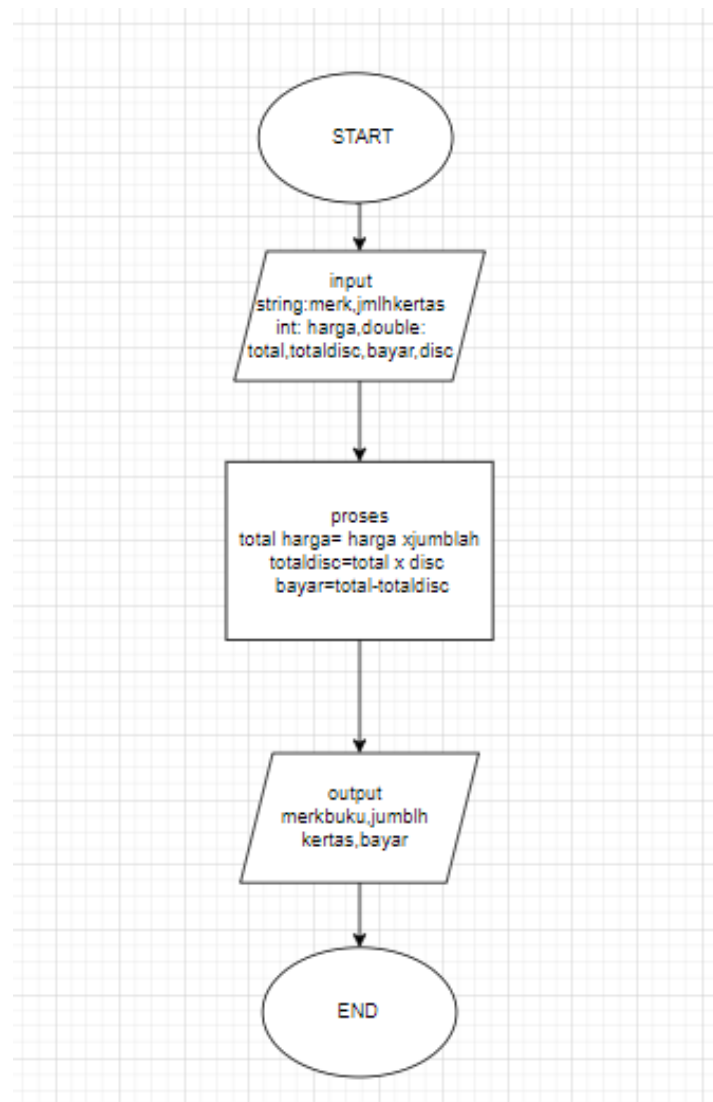 START
input
string:merk,jmlhkertas
int: harga,double:
total,totaldisc,bayar,disc
proses
total harga= harga xjumblah
totaldisc=total x disc
bayar=total-totaldisc
output
merkbuku,jumblh
kertas,bayar
END